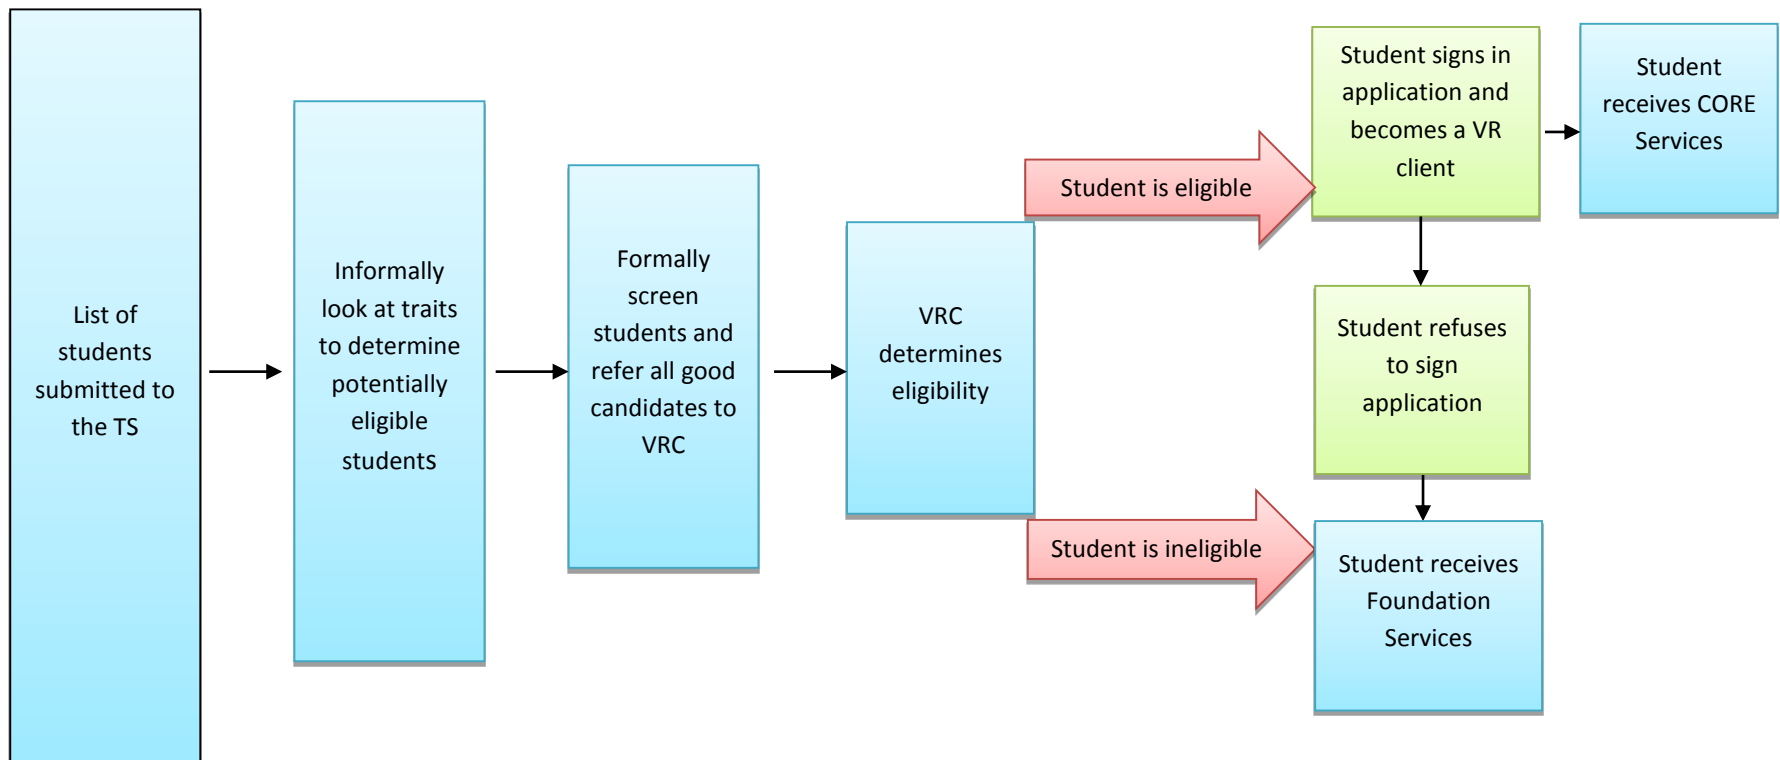 List of
students
submitted to
the TS
Informally
look at traits
to determine
potentially
eligible
students
Formally
screen
students and
refer all good
candidates to
VRC
VRC
determines
eligibility
Student is eligible
Student is ineligible
Student signs in
application and
becomes a VR
client
Student
receives CORE
Services
Student refuses
to sign
application
Student receives
Foundation
Services